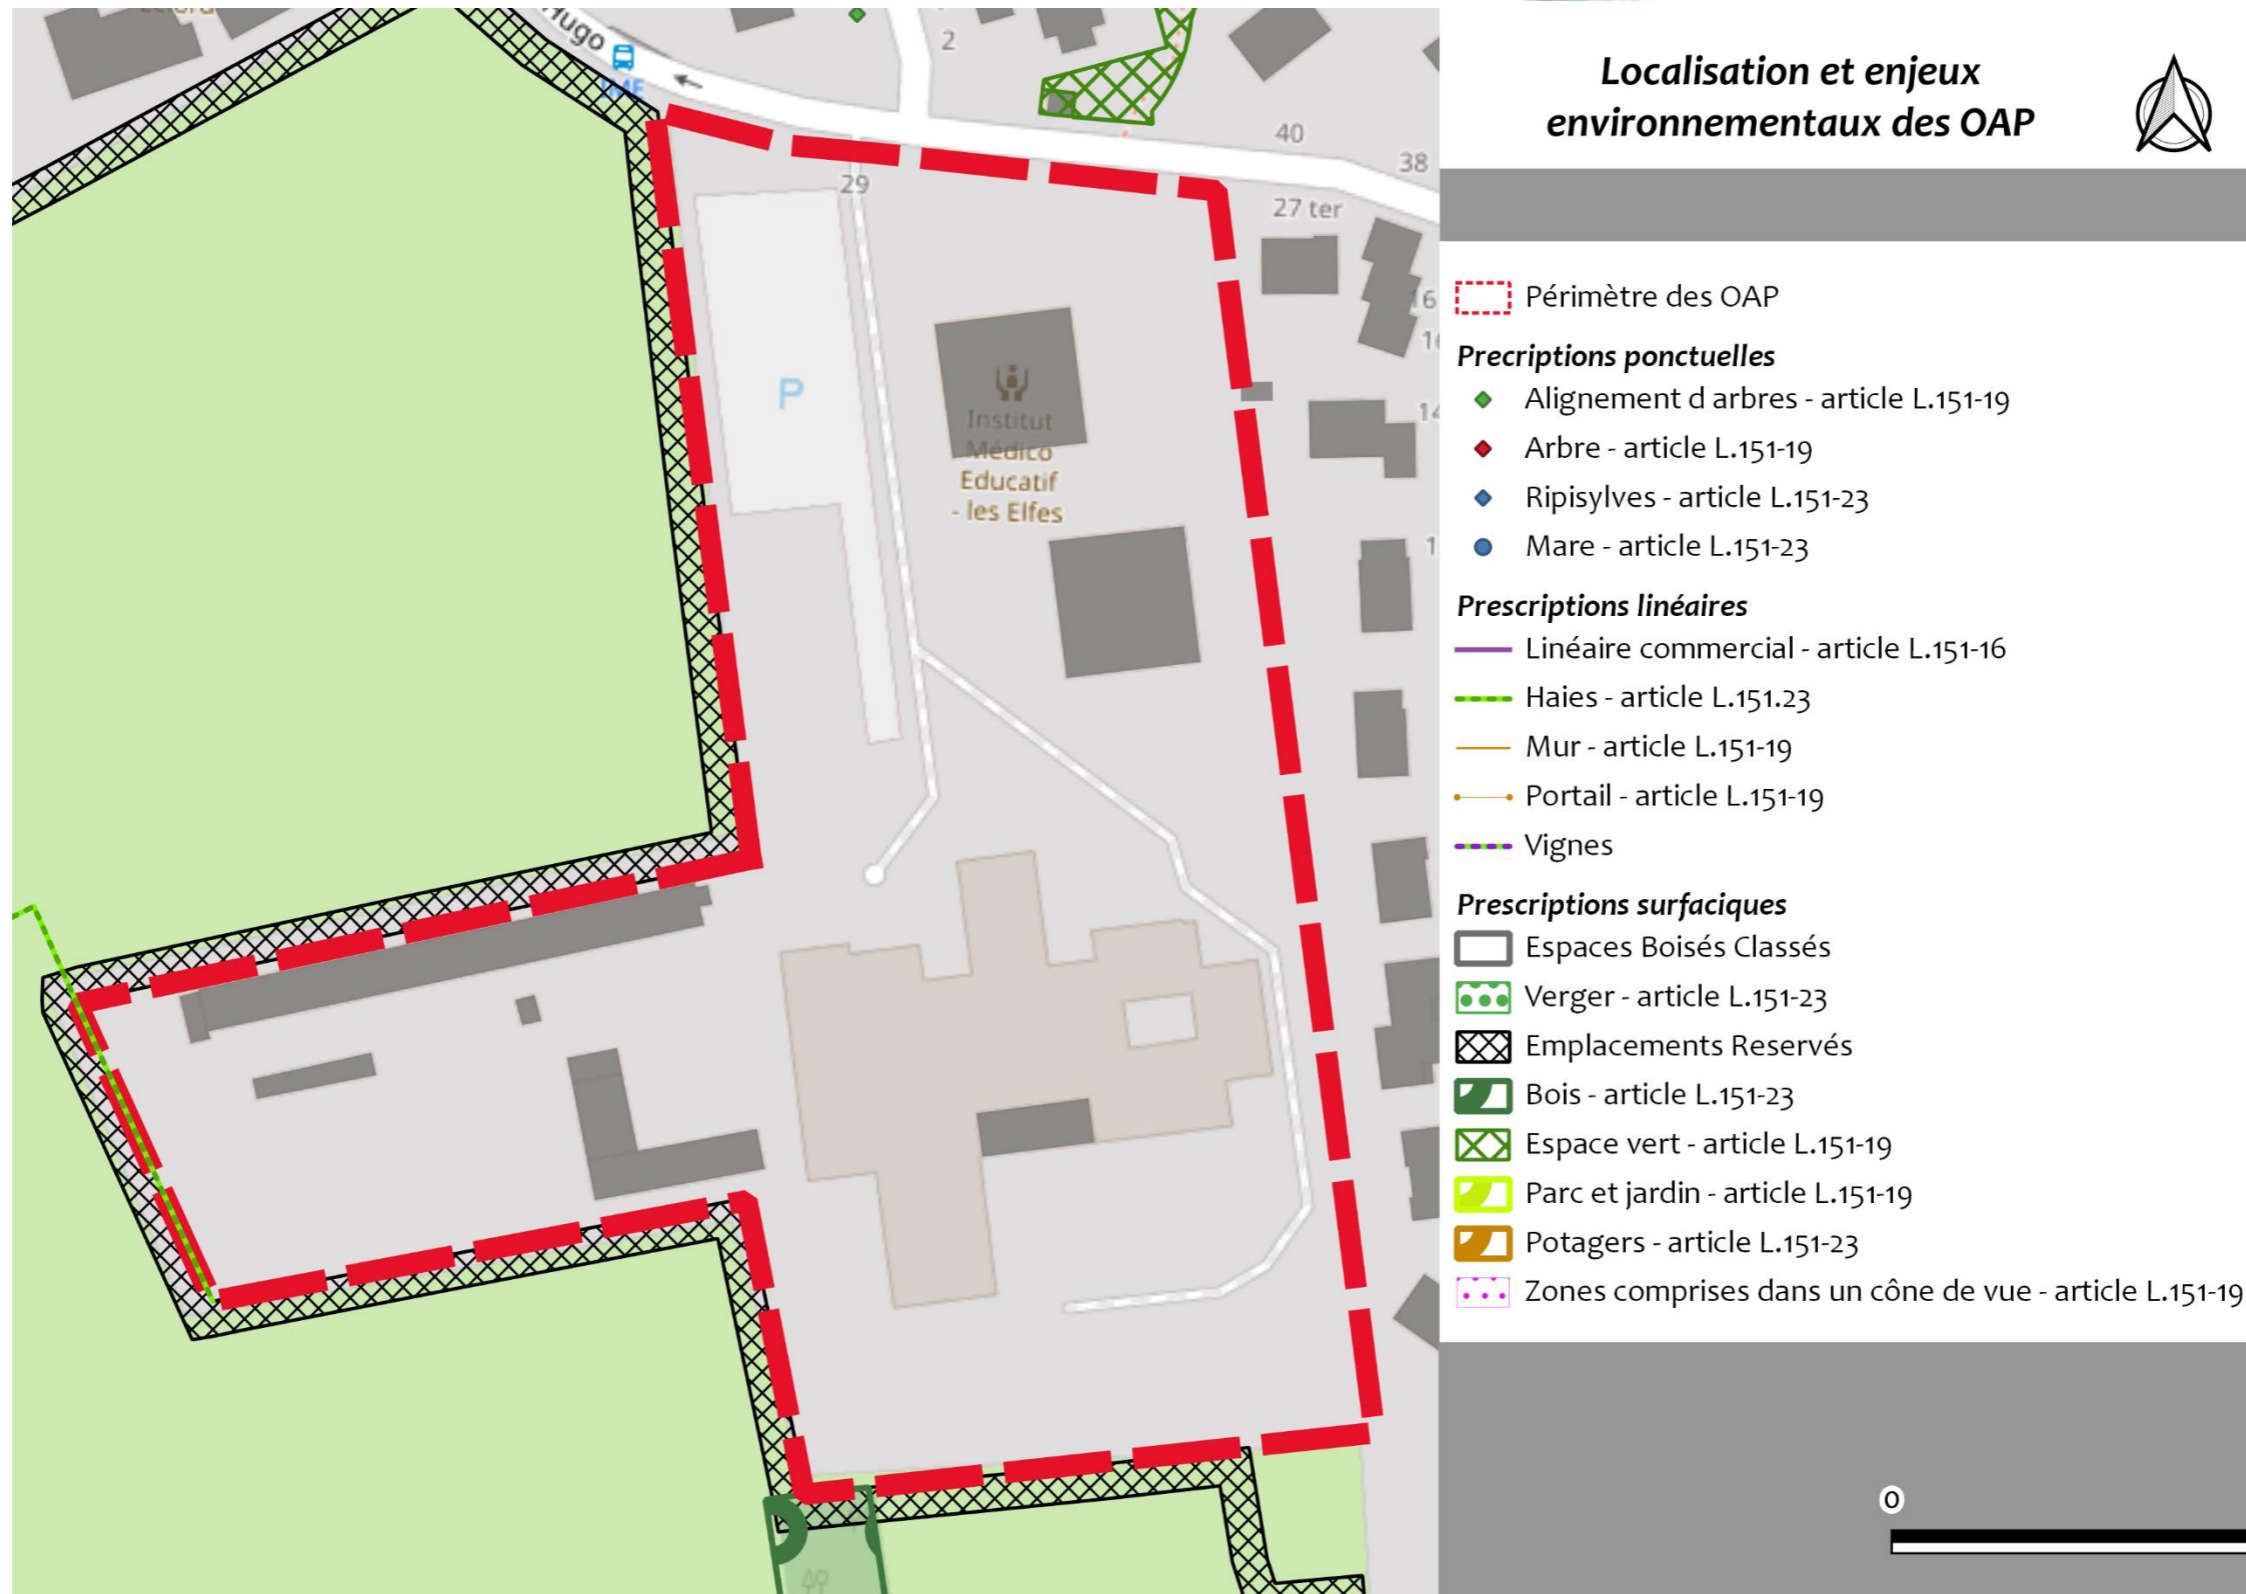 Localisation et enjeux
environnementaux des OAP
Hugo
IME
2
40
38
29
27 ter
16
14
P
Institut
Médico
Educatif
- les Elfes
Périmètre des OAP
Precriptions ponctuelles
Alignement d arbres - article L.151-19
Arbre - article L.151-19
Ripisylves - article L.151-23
Mare - article L.151-23
Prescriptions linéaires
Linéaire commercial - article L.151-16
Haies - article L.151.23
Mur - article L.151-19
Portail - article L.151-19
Vignes
Prescriptions surfaciques
Espaces Boisés Classés
Verger - article L.151-23
Emplacements Reservés
Bois - article L.151-23
Espace vert - article L.151-19
Parc et jardin - article L.151-19
Potagers - article L.151-23
Zones comprises dans un cône de vue - article L.151-19
0